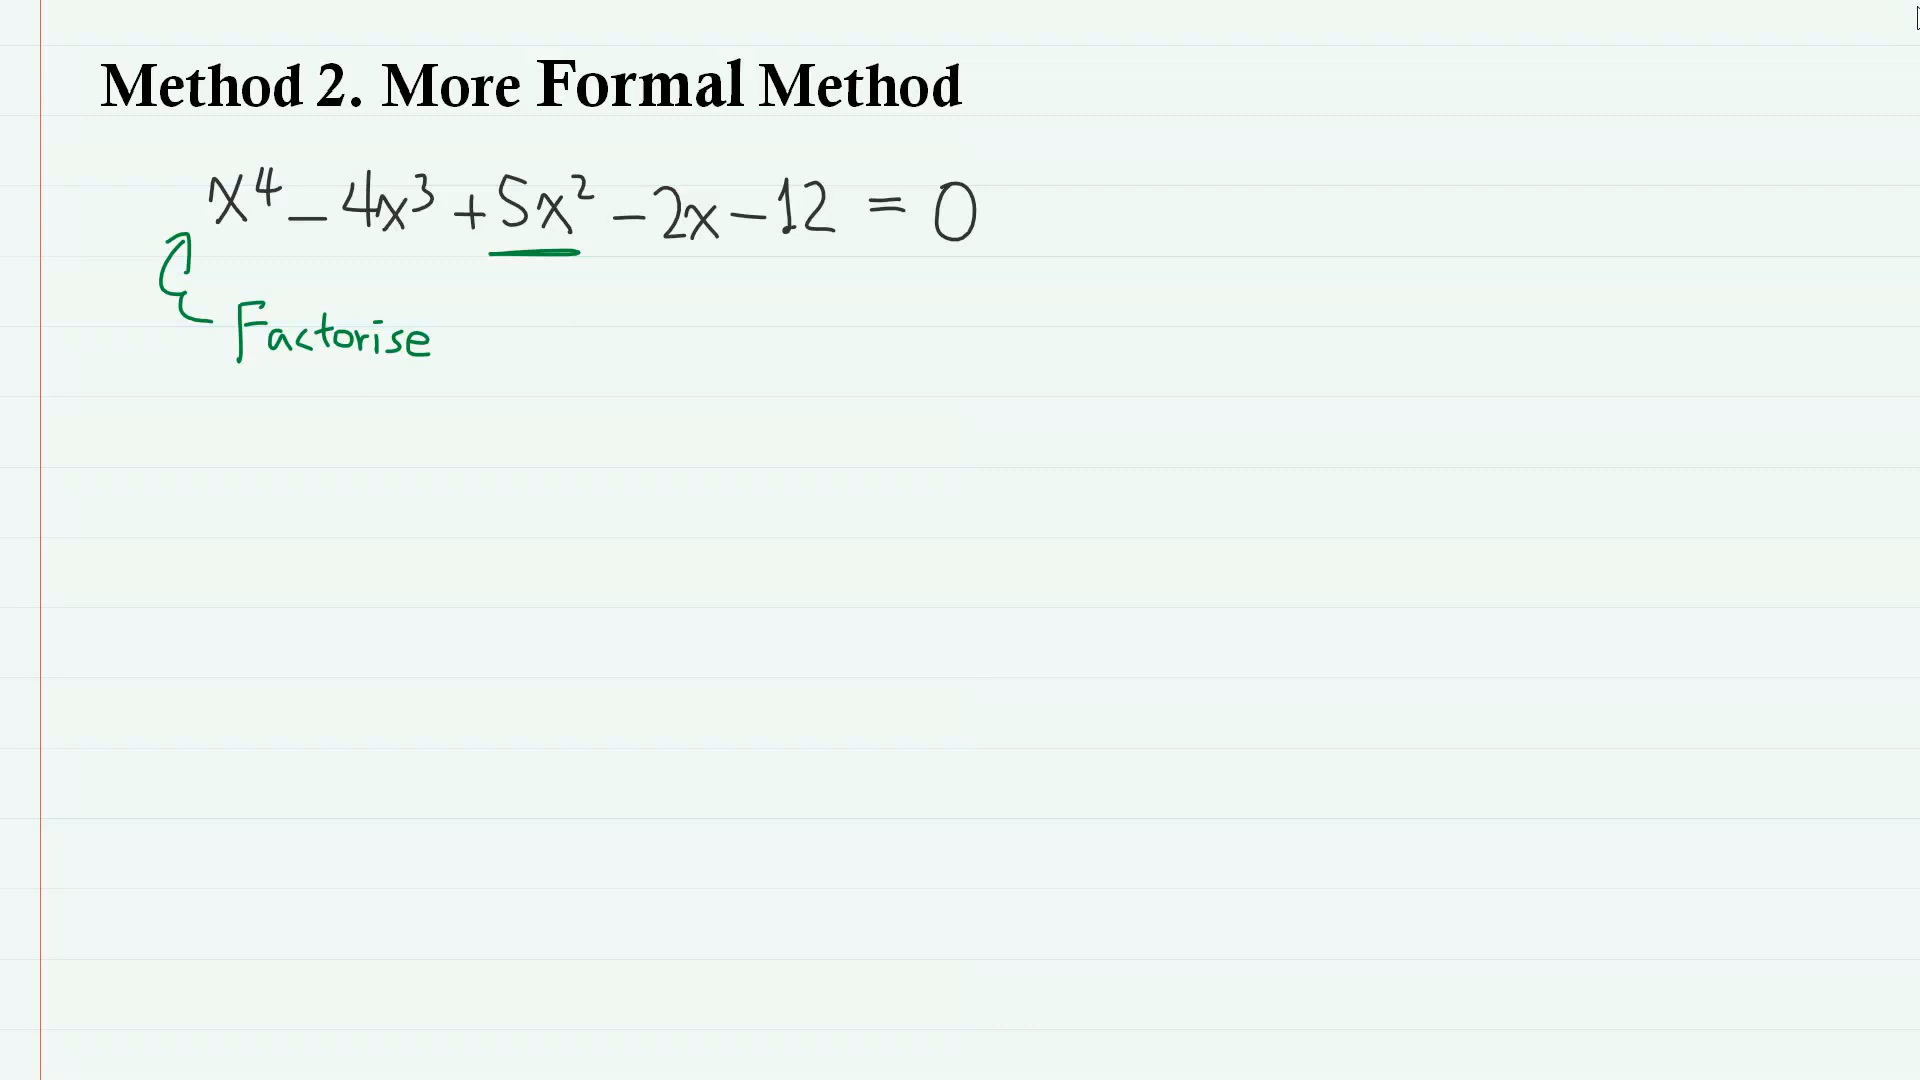 Method 2. More Formal Method
x⁴ - 4x³ + 5x² - 2x - 12 = 0
Factorise